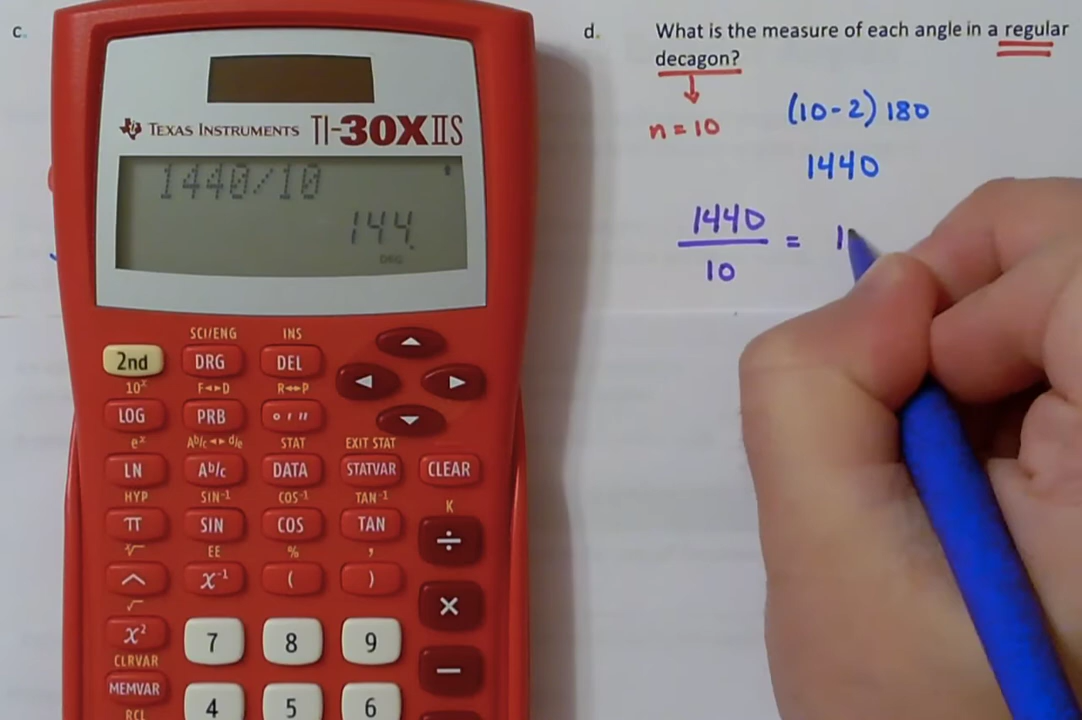 c.
TEXAS INSTRUMENTS TI-30X IIS
1440/10
144.
DEG
SCI/ENG INS
2nd DRG DEL
10ˣ F◄►D R◄►P
LOG PRB ° ' "
eˣ Ab/c◄►d/e STAT EXIT STAT
LN Ab/c DATA STATVAR CLEAR
HYP SIN⁻¹ COS⁻¹ TAN⁻¹ K
π SIN COS TAN ÷
ˣ√ EE % ,
^ x⁻¹ ( ) ×
√
x² 7 8 9 −
CLRVAR
MEMVAR 4 5 6
RCL
d. What is the measure of each angle in a regular
decagon?
n = 10
(10-2) 180
1440
1440
10
= 1